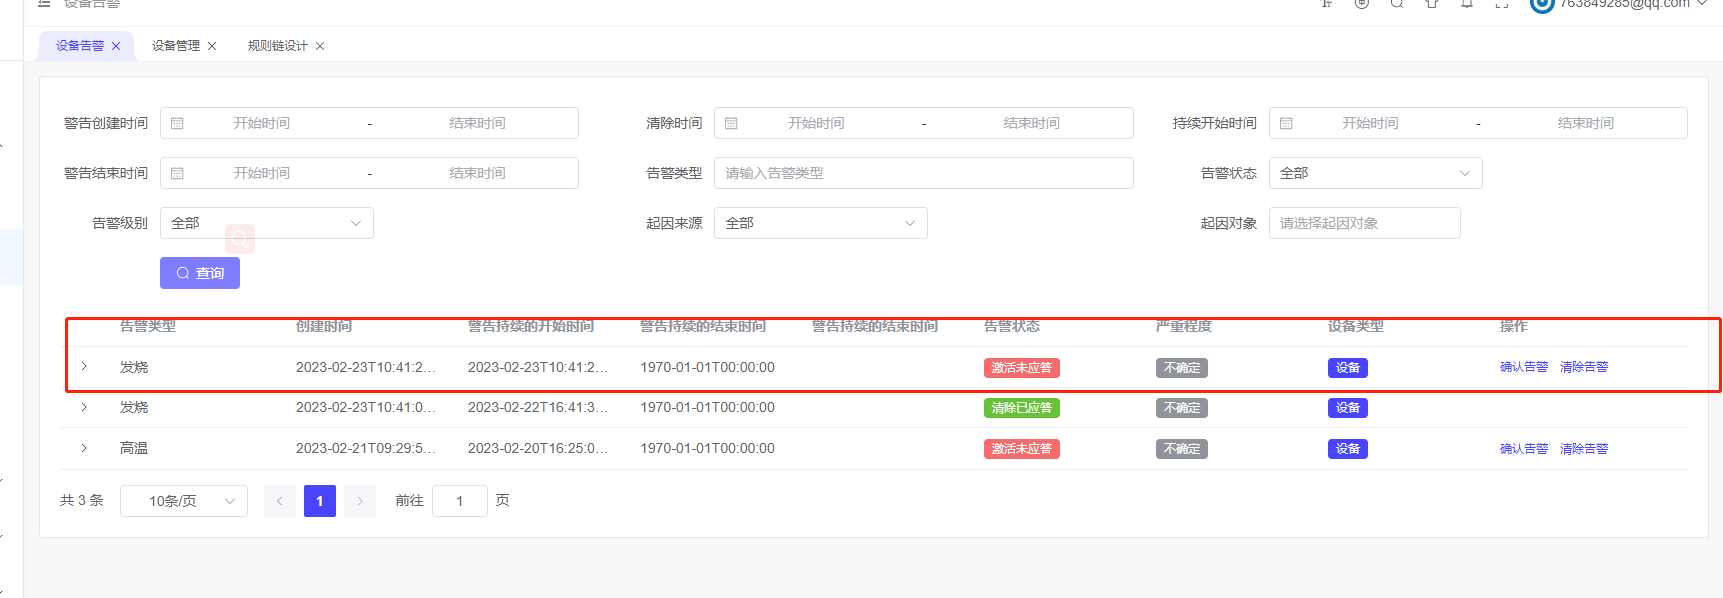 设备告警 763849285@qq.com
设备告警 设备管理 规则链设计
警告创建时间 开始时间 - 结束时间 清除时间 开始时间 - 结束时间 持续开始时间 开始时间 - 结束时间
警告结束时间 开始时间 - 结束时间 告警类型 请输入告警类型 告警状态 全部
告警级别 全部 起因来源 全部 起因对象 请选择起因对象
查询
告警类型 创建时间 警告持续的开始时间 警告持续的结束时间 警告持续的结束时间 告警状态 严重程度 设备类型 操作
发烧 2023-02-23T10:41:2... 2023-02-23T10:41:2... 1970-01-01T00:00:00 激活未应答 不确定 设备 确认告警 清除告警
发烧 2023-02-23T10:41:0... 2023-02-22T16:41:3... 1970-01-01T00:00:00 清除已应答 不确定 设备
高温 2023-02-21T09:29:5... 2023-02-20T16:25:0... 1970-01-01T00:00:00 激活未应答 不确定 设备 确认告警 清除告警
共 3 条 10条/页 1 前往 1 页